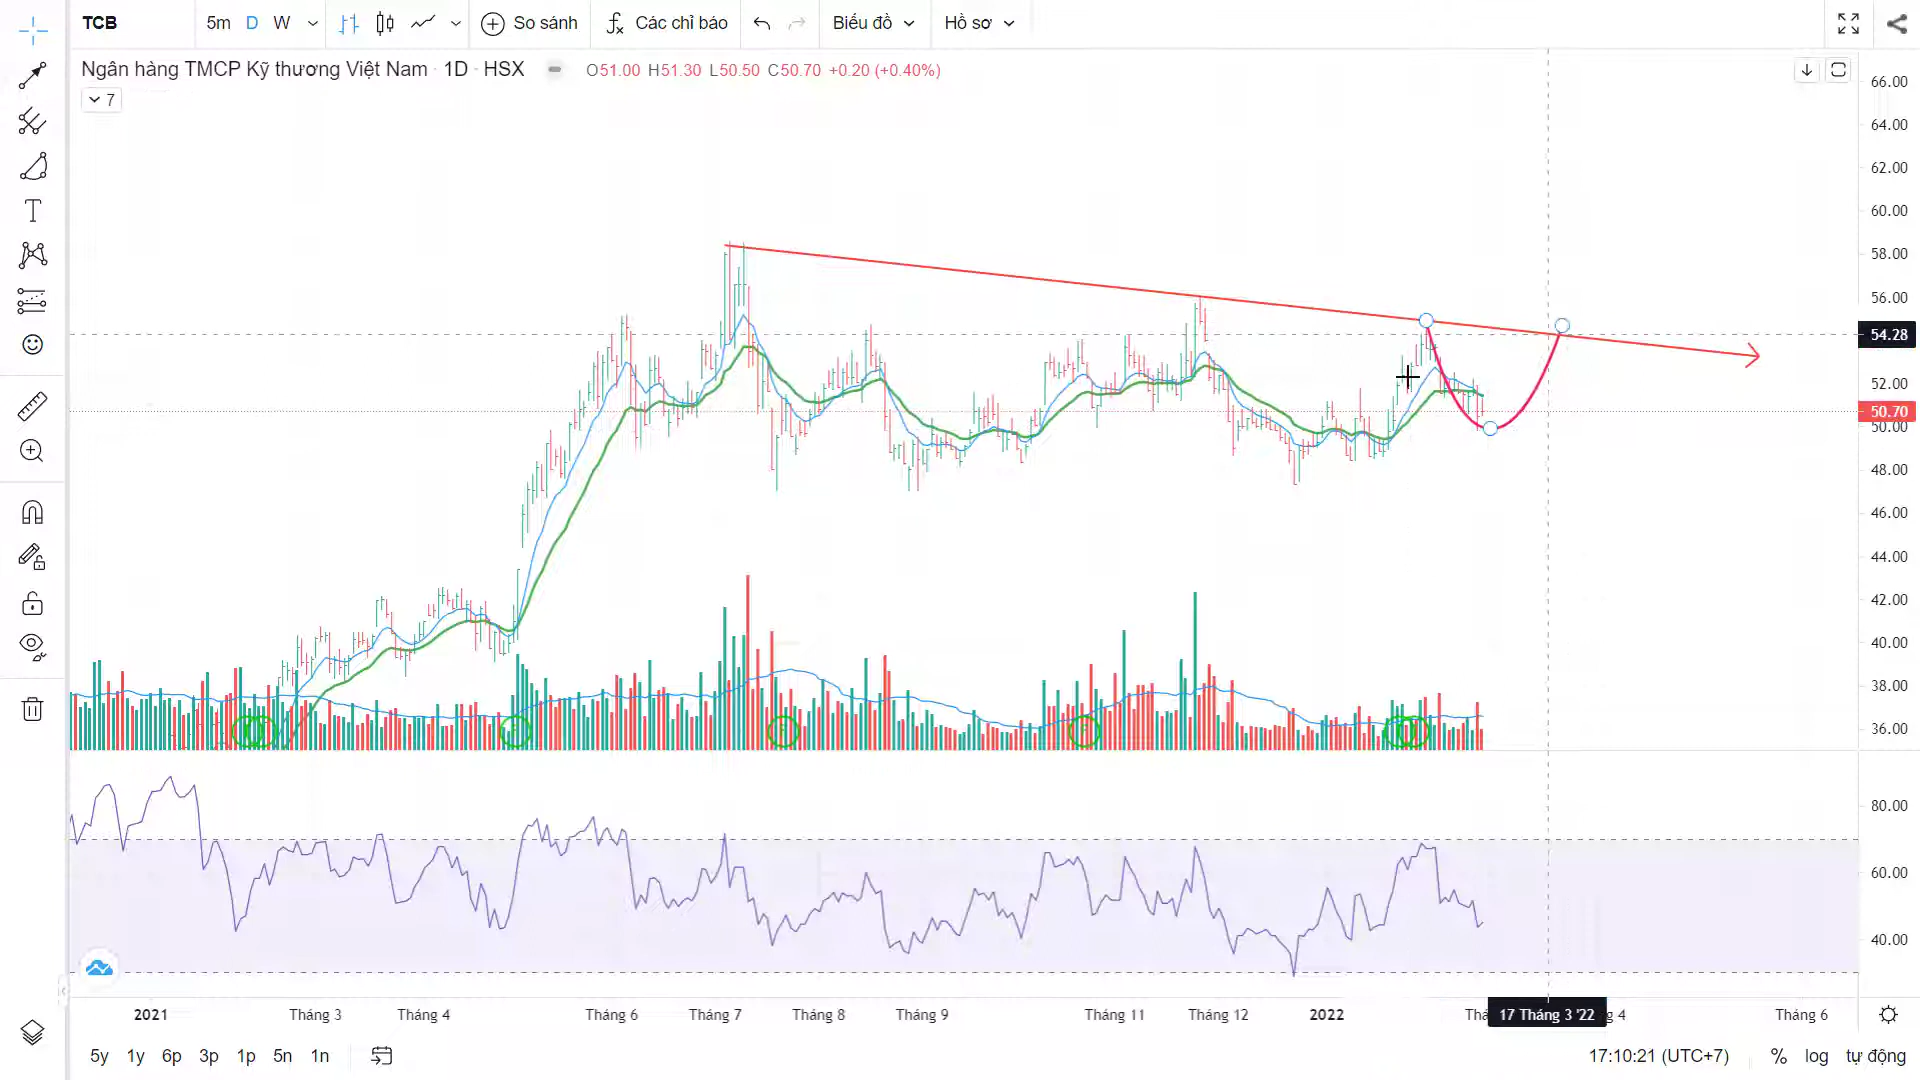 TCB
5m D W
So sánh
Các chỉ báo
Biểu đồ
Hồ sơ
Ngân hàng TMCP Kỹ thương Việt Nam · 1D · HSX
O51.00 H51.30 L50.50 C50.70 +0.20 (+0.40%)
7
66.00
64.00
62.00
60.00
58.00
56.00
54.28
52.00
50.70
50.00
48.00
46.00
44.00
42.00
40.00
38.00
36.00
80.00
60.00
40.00
2021 Tháng 3 Tháng 4 Tháng 6 Tháng 7 Tháng 8 Tháng 9 Tháng 11 Tháng 12 2022 17 Tháng 3 '22 4 Tháng 6
5y 1y 6p 3p 1p 5n 1n
17:10:21 (UTC+7)
% log tự động